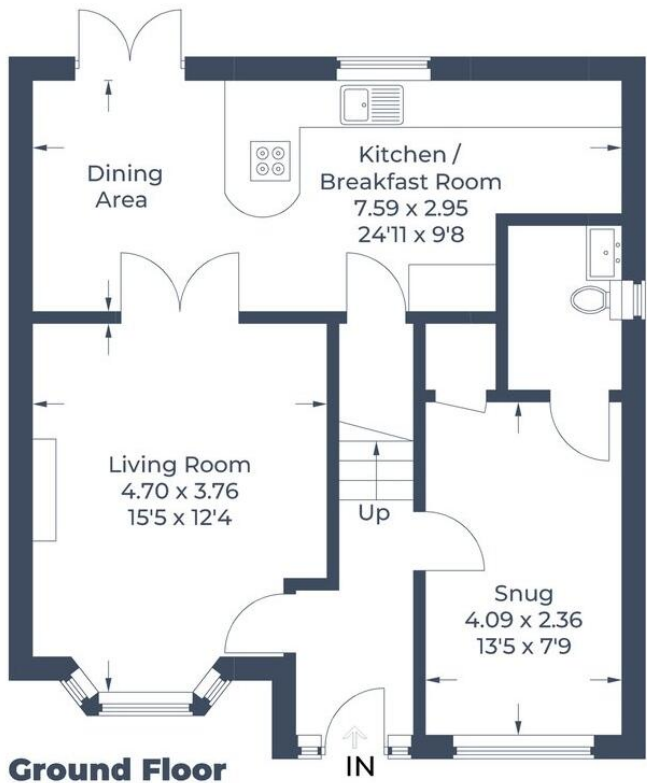 Dining
Area
Kitchen /
Breakfast Room
7.59 x 2.95
24'11 x 9'8
Living Room
4.70 x 3.76
15'5 x 12'4
Up
Snug
4.09 x 2.36
13'5 x 7'9
IN
Ground Floor